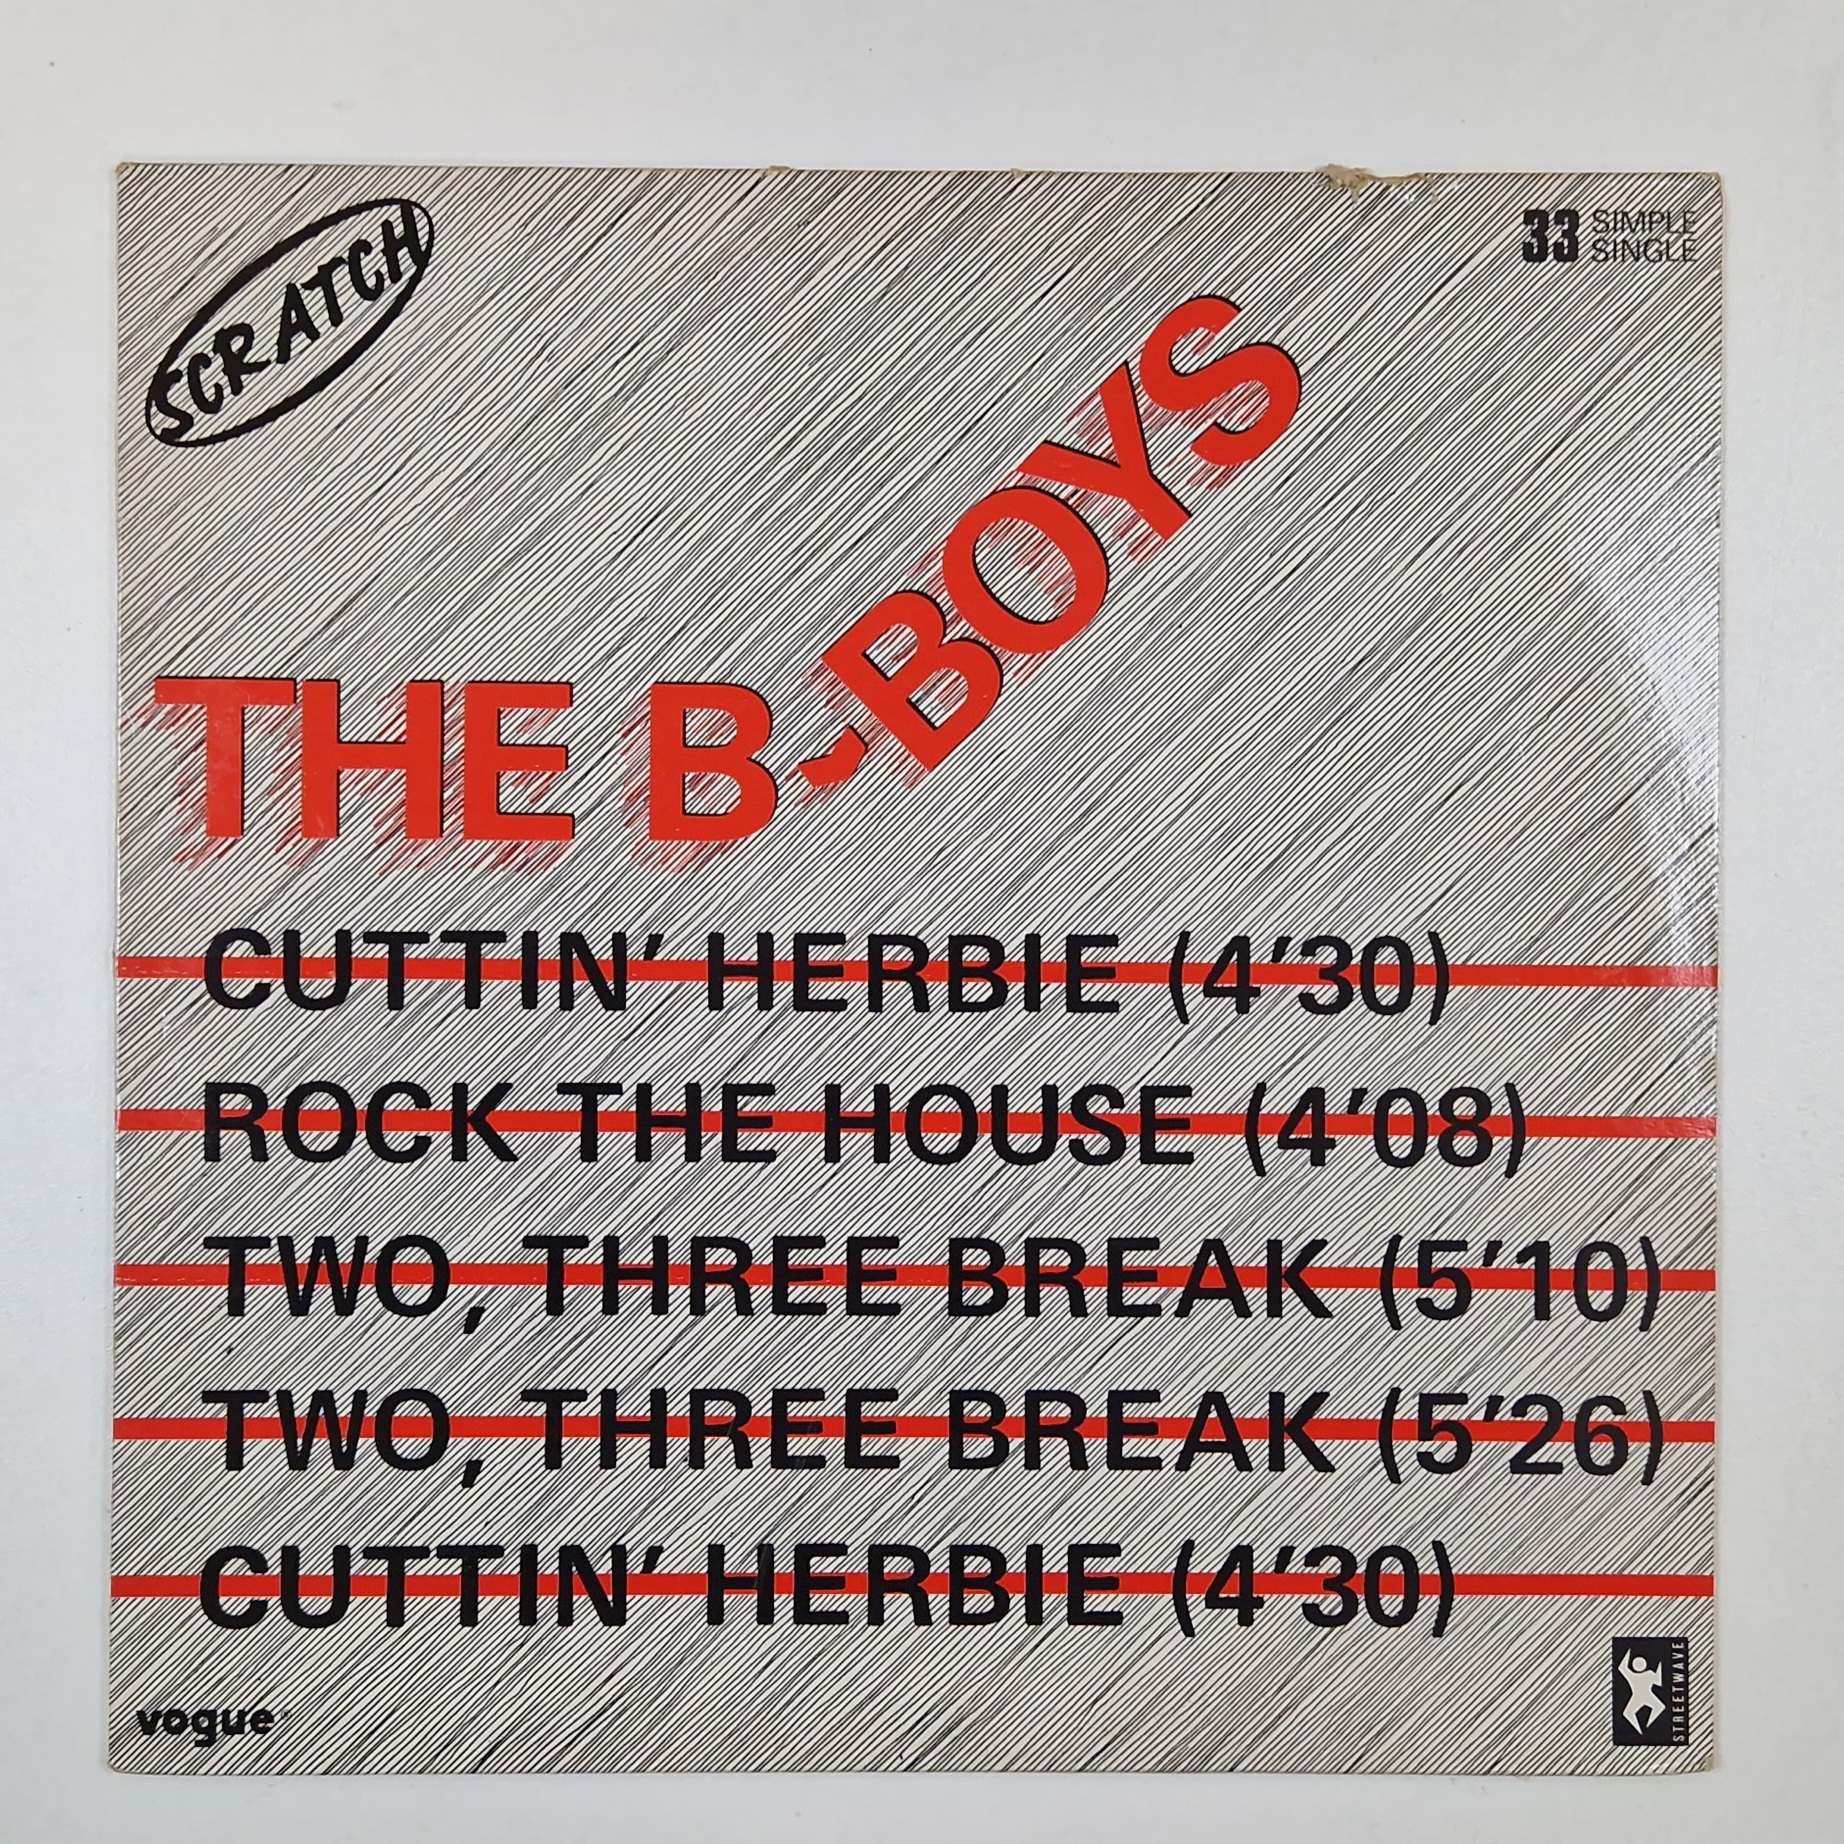 SCRATCH
33 SIMPLE
SINGLE
THE B-BOYS
CUTTIN' HERBIE (4'30)
ROCK THE HOUSE (4'08)
TWO, THREE BREAK (5'10)
TWO, THREE BREAK (5'26)
CUTTIN' HERBIE (4'30)
vogue
STREETWAVE